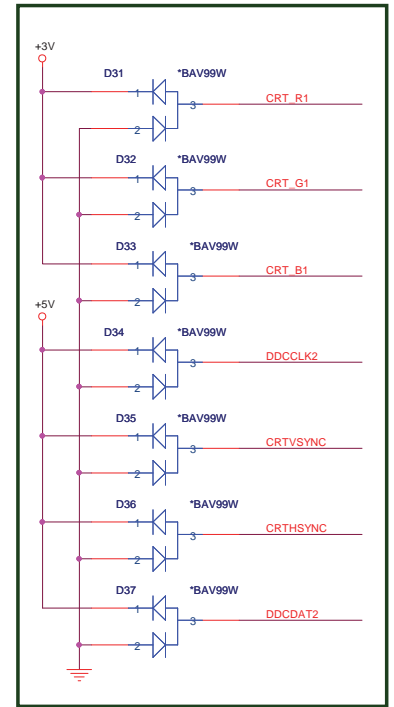 +3V
D31 *BAV99W
1
3 CRT_R1
2
D32 *BAV99W
1
3 CRT_G1
2
D33 *BAV99W
1
3 CRT_B1
2
+5V
D34 *BAV99W
1
3 DDCCLK2
2
D35 *BAV99W
1
3 CRTVSYNC
2
D36 *BAV99W
1
3 CRTHSYNC
2
D37 *BAV99W
1
3 DDCDAT2
2